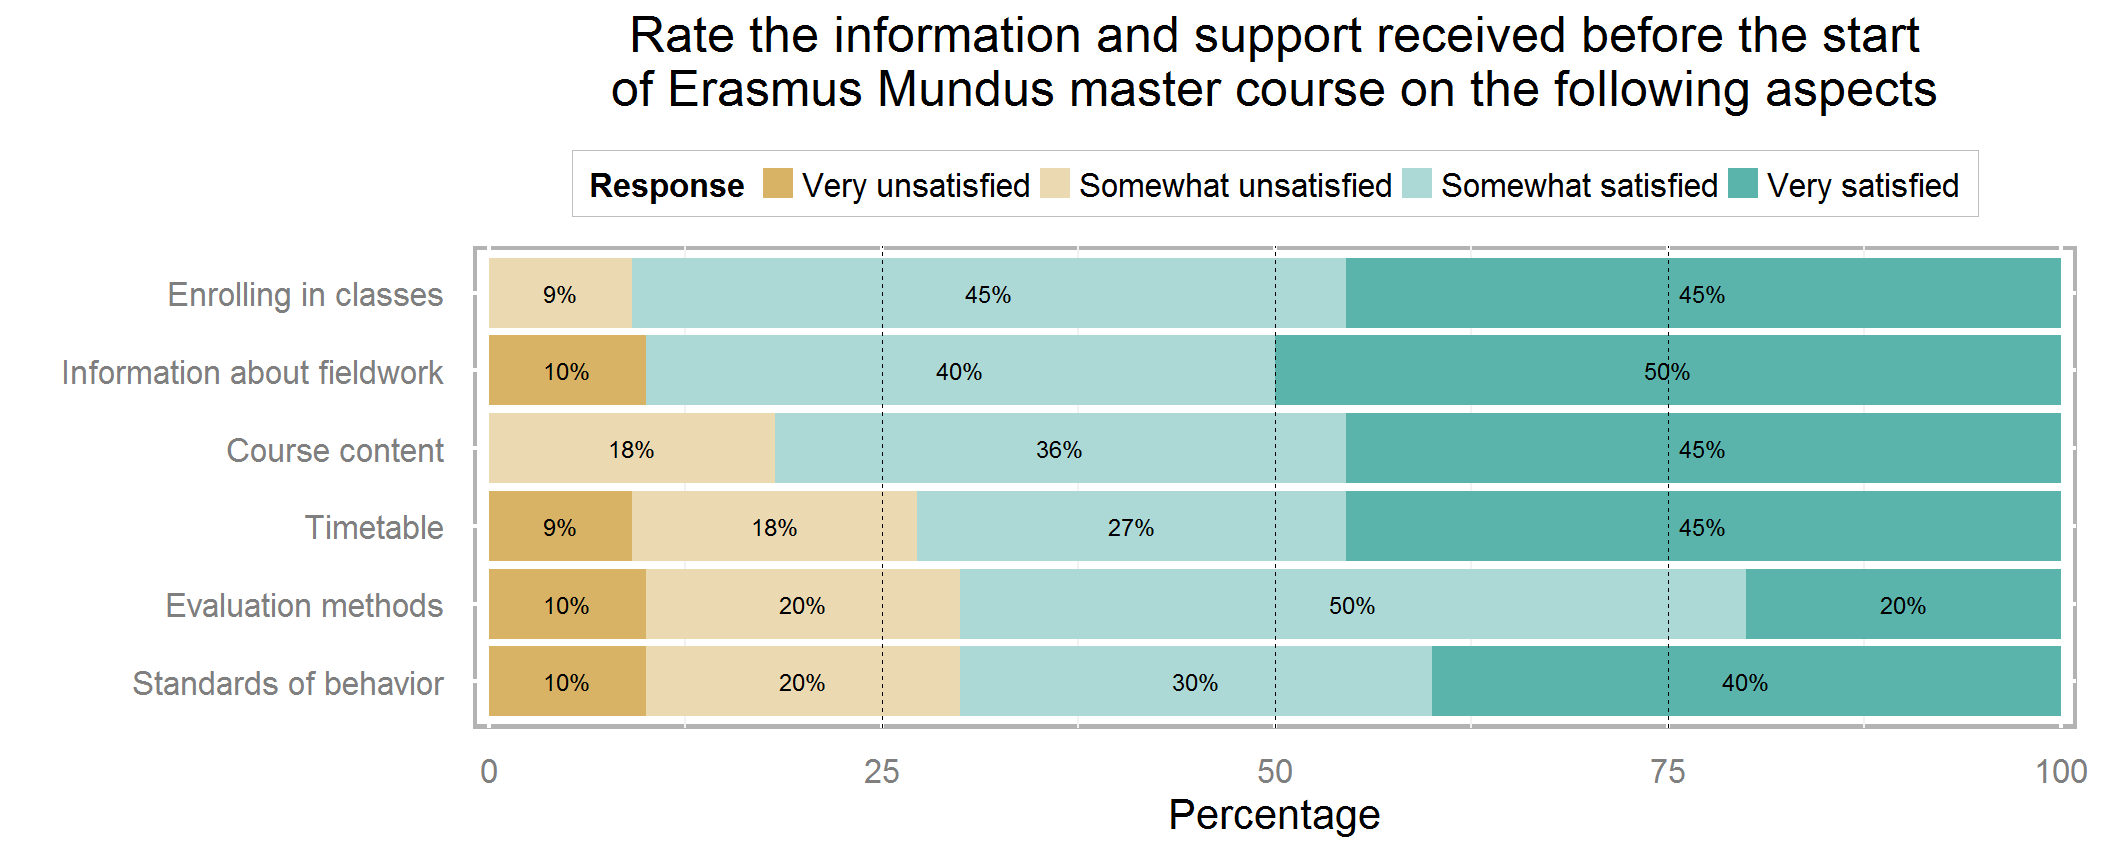 Rate the information and support received before the start
of Erasmus Mundus master course on the following aspects
Response Very unsatisfied Somewhat unsatisfied Somewhat satisfied Very satisfied
Enrolling in classes 9% 45% 45%
Information about fieldwork 10% 40% 50%
Course content 18% 36% 45%
Timetable 9% 18% 27% 45%
Evaluation methods 10% 20% 50% 20%
Standards of behavior 10% 20% 30% 40%
0 25 50 75 100
Percentage